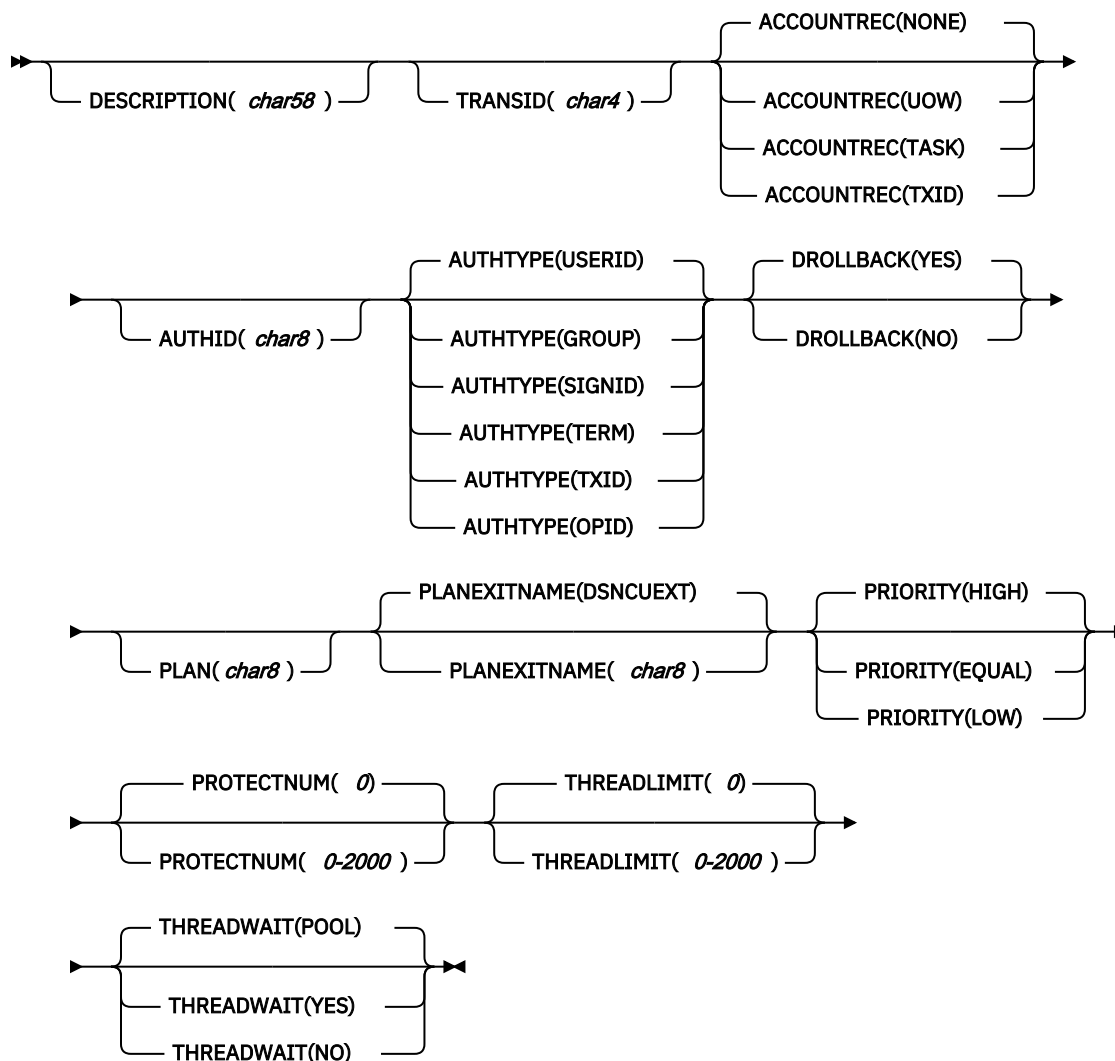 ACCOUNTREC(NONE)
DESCRIPTION( char58 )
TRANSID( char4 )
ACCOUNTREC(UOW)
ACCOUNTREC(TASK)
ACCOUNTREC(TXID)
AUTHID( char8 )
AUTHTYPE(USERID)
AUTHTYPE(GROUP)
AUTHTYPE(SIGNID)
AUTHTYPE(TERM)
AUTHTYPE(TXID)
AUTHTYPE(OPID)
DROLLBACK(YES)
DROLLBACK(NO)
PLAN( char8 )
PLANEXITNAME(DSNCUEXT)
PLANEXITNAME( char8 )
PRIORITY(HIGH)
PRIORITY(EQUAL)
PRIORITY(LOW)
PROTECTNUM( 0)
PROTECTNUM( 0-2000 )
THREADLIMIT( 0)
THREADLIMIT( 0-2000 )
THREADWAIT(POOL)
THREADWAIT(YES)
THREADWAIT(NO)